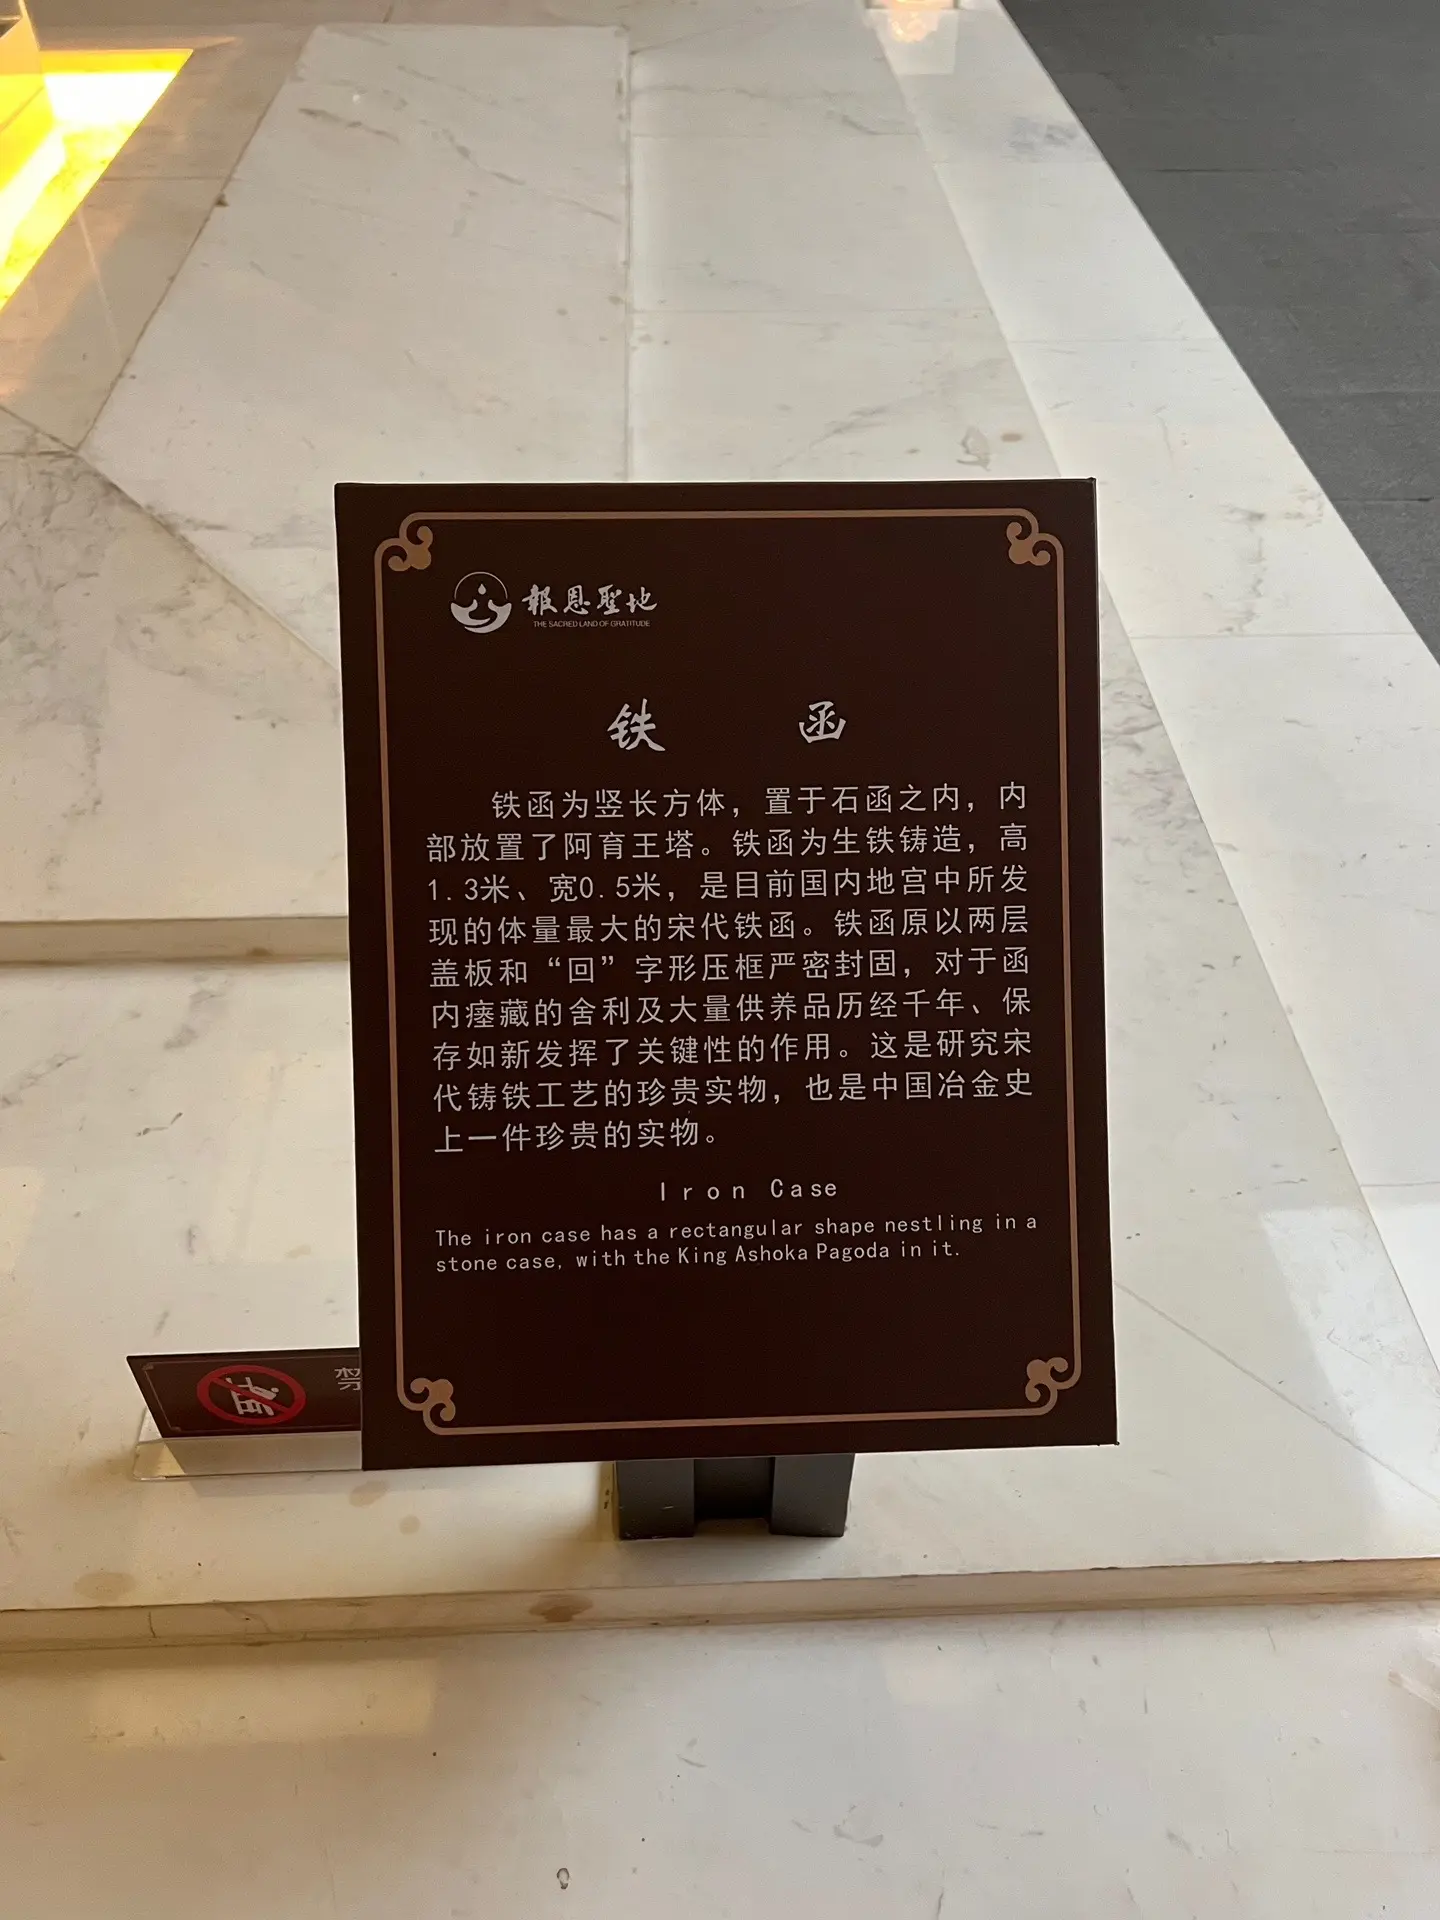 報恩聖地
THE SACRED LAND OF GRATITUDE
铁 函
铁函为竖长方体，置于石函之内，内
部放置了阿育王塔。铁函为生铁铸造，高
1.3米、宽0.5米，是目前国内地宫中所发
现的体量最大的宋代铁函。铁函原以两层
盖板和“回”字形压框严密封固，对于函
内瘗藏的舍利及大量供养品历经千年、保
存如新发挥了关键性的作用。这是研究宋
代铸铁工艺的珍贵实物，也是中国冶金史
上一件珍贵的实物。
Iron Case
The iron case has a rectangular shape nestling in a
stone case, with the King Ashoka Pagoda in it.
禁